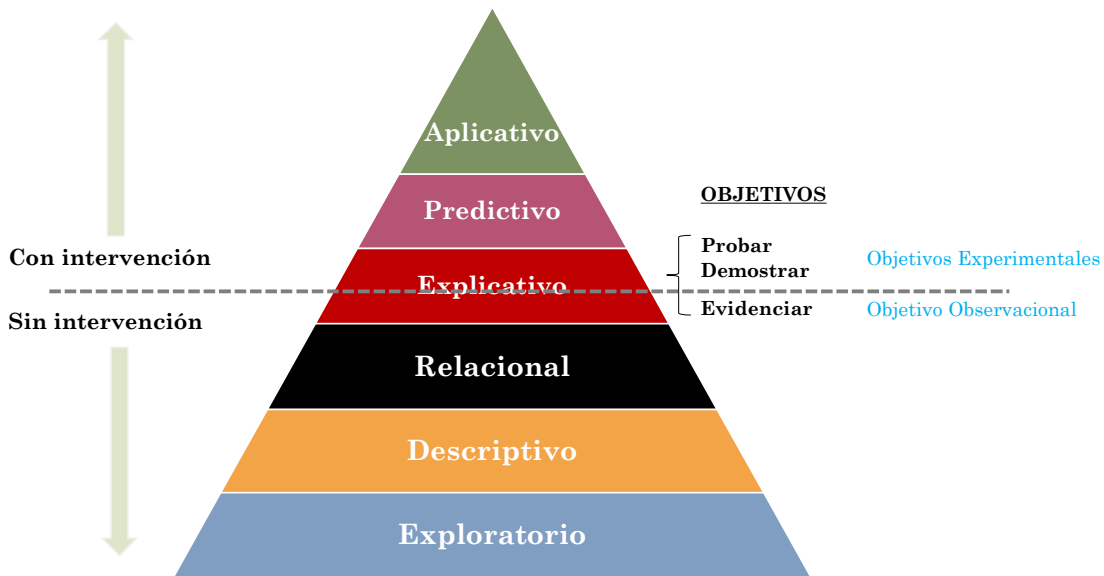 Aplicativo
Predictivo
OBJETIVOS
Probar
Demostrar
Objetivos Experimentales
Con intervención
Explicativo
Sin intervención
Evidenciar
Objetivo Observacional
Relacional
Descriptivo
Exploratorio